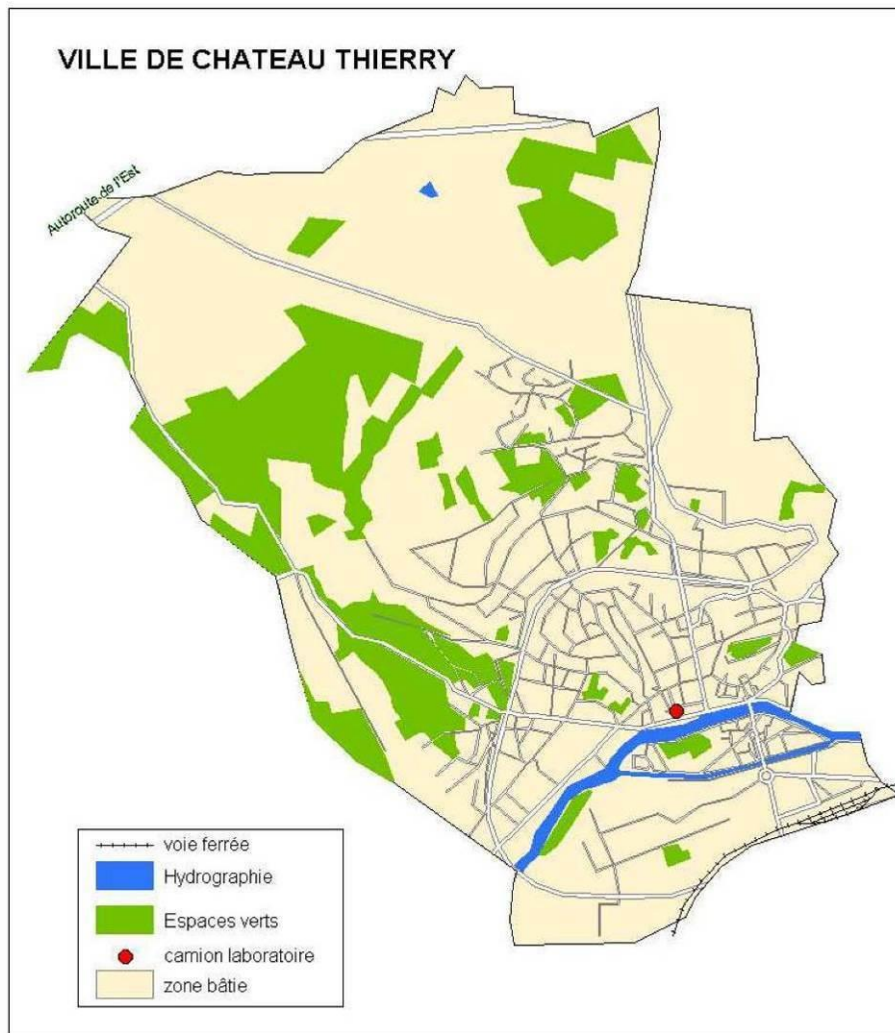 VILLE DE CHATEAU THIERRY
Autoroute de l'Est
voie ferrée
Hydrographie
Espaces verts
camion laboratoire
zone bâtie